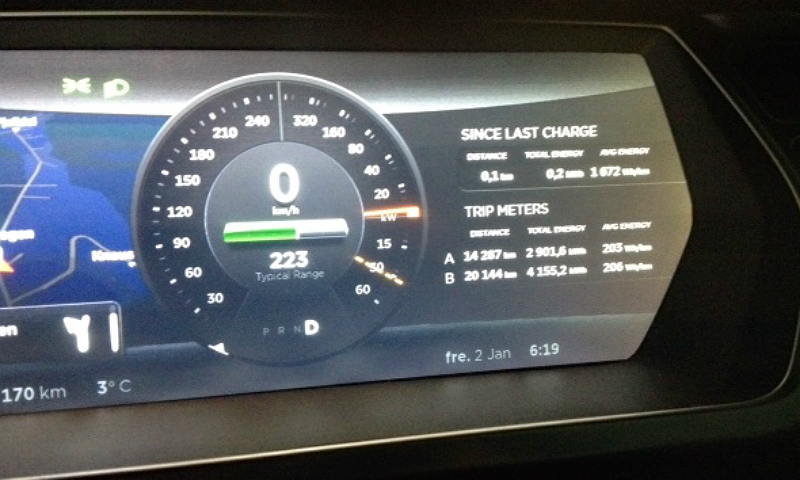 SINCE LAST CHARGE
DISTANCE TOTAL ENERGY AVG ENERGY
0,1 km 0,2 kWh 1 672 Wh/km
TRIP METERS
DISTANCE TOTAL ENERGY AVG ENERGY
A 14 287 km 2 901,6 kWh 203 Wh/km
B 20 144 km 4 155,2 kWh 206 Wh/km
fre. 2 Jan 6:19
240 320
210 160
180 80
150 40
120 20
90 kW
60 15
30 30
60
0
km/h
223
Typical Range
P R N D
en
170 km 3° C